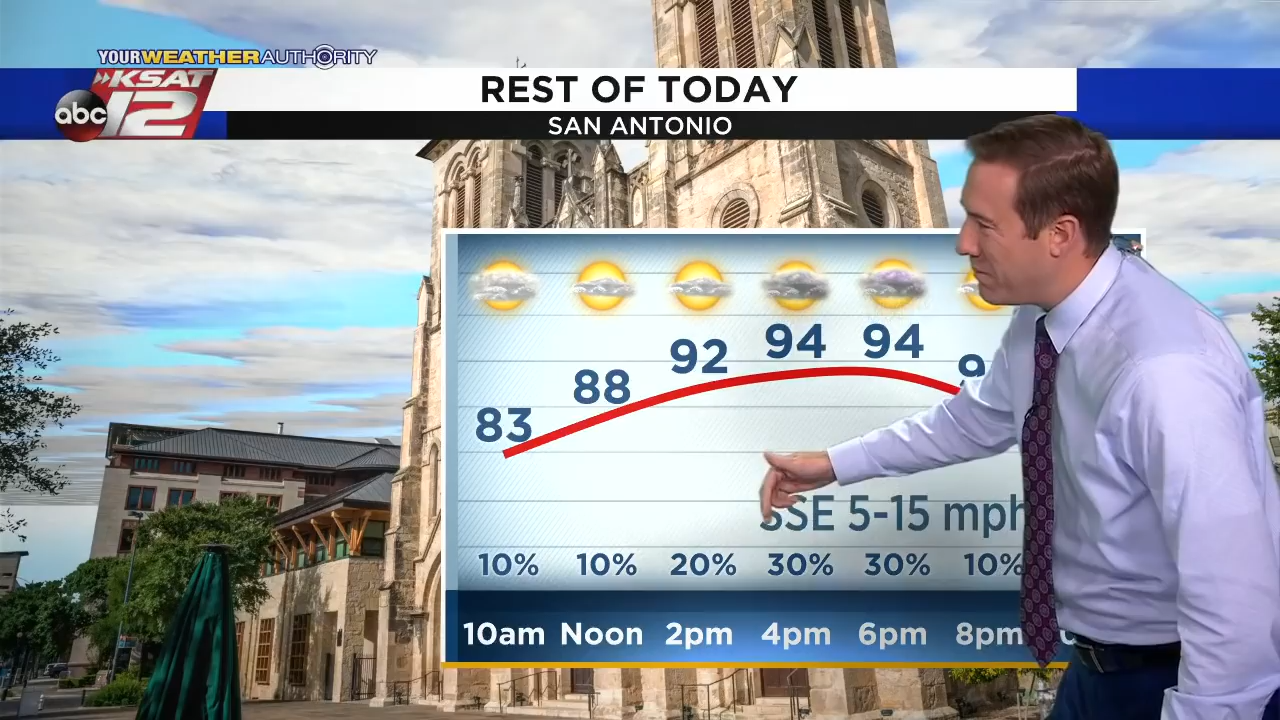 YOURWEATHERAUTHORITY
KSAT
abc 12
REST OF TODAY
SAN ANTONIO
83 88 92 94 94
SSE 5-15 mph
10% 10% 20% 30% 30% 10%
10am Noon 2pm 4pm 6pm 8pm